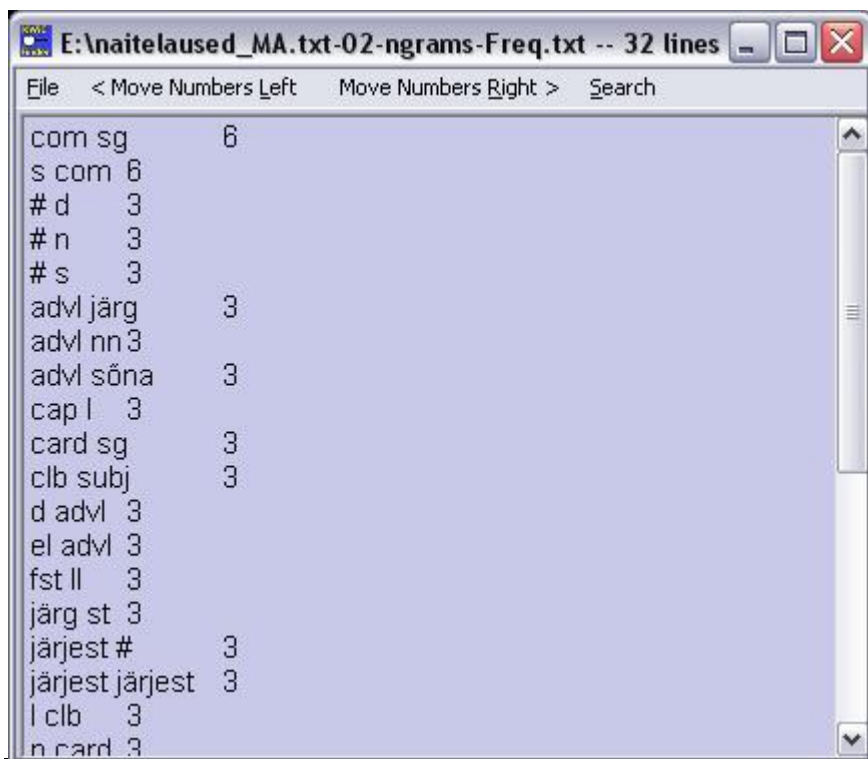 E:\naitelaused_MA.txt-02-ngrams-Freq.txt -- 32 lines
File < Move Numbers Left Move Numbers Right > Search
com sg 6
s com 6
# d 3
# n 3
# s 3
advl järg 3
advl nn 3
advl sőna 3
cap l 3
card sg 3
clb subj 3
d advl 3
el advl 3
fst ll 3
järg st 3
järjest # 3
järjest järjest 3
l clb 3
n card 3